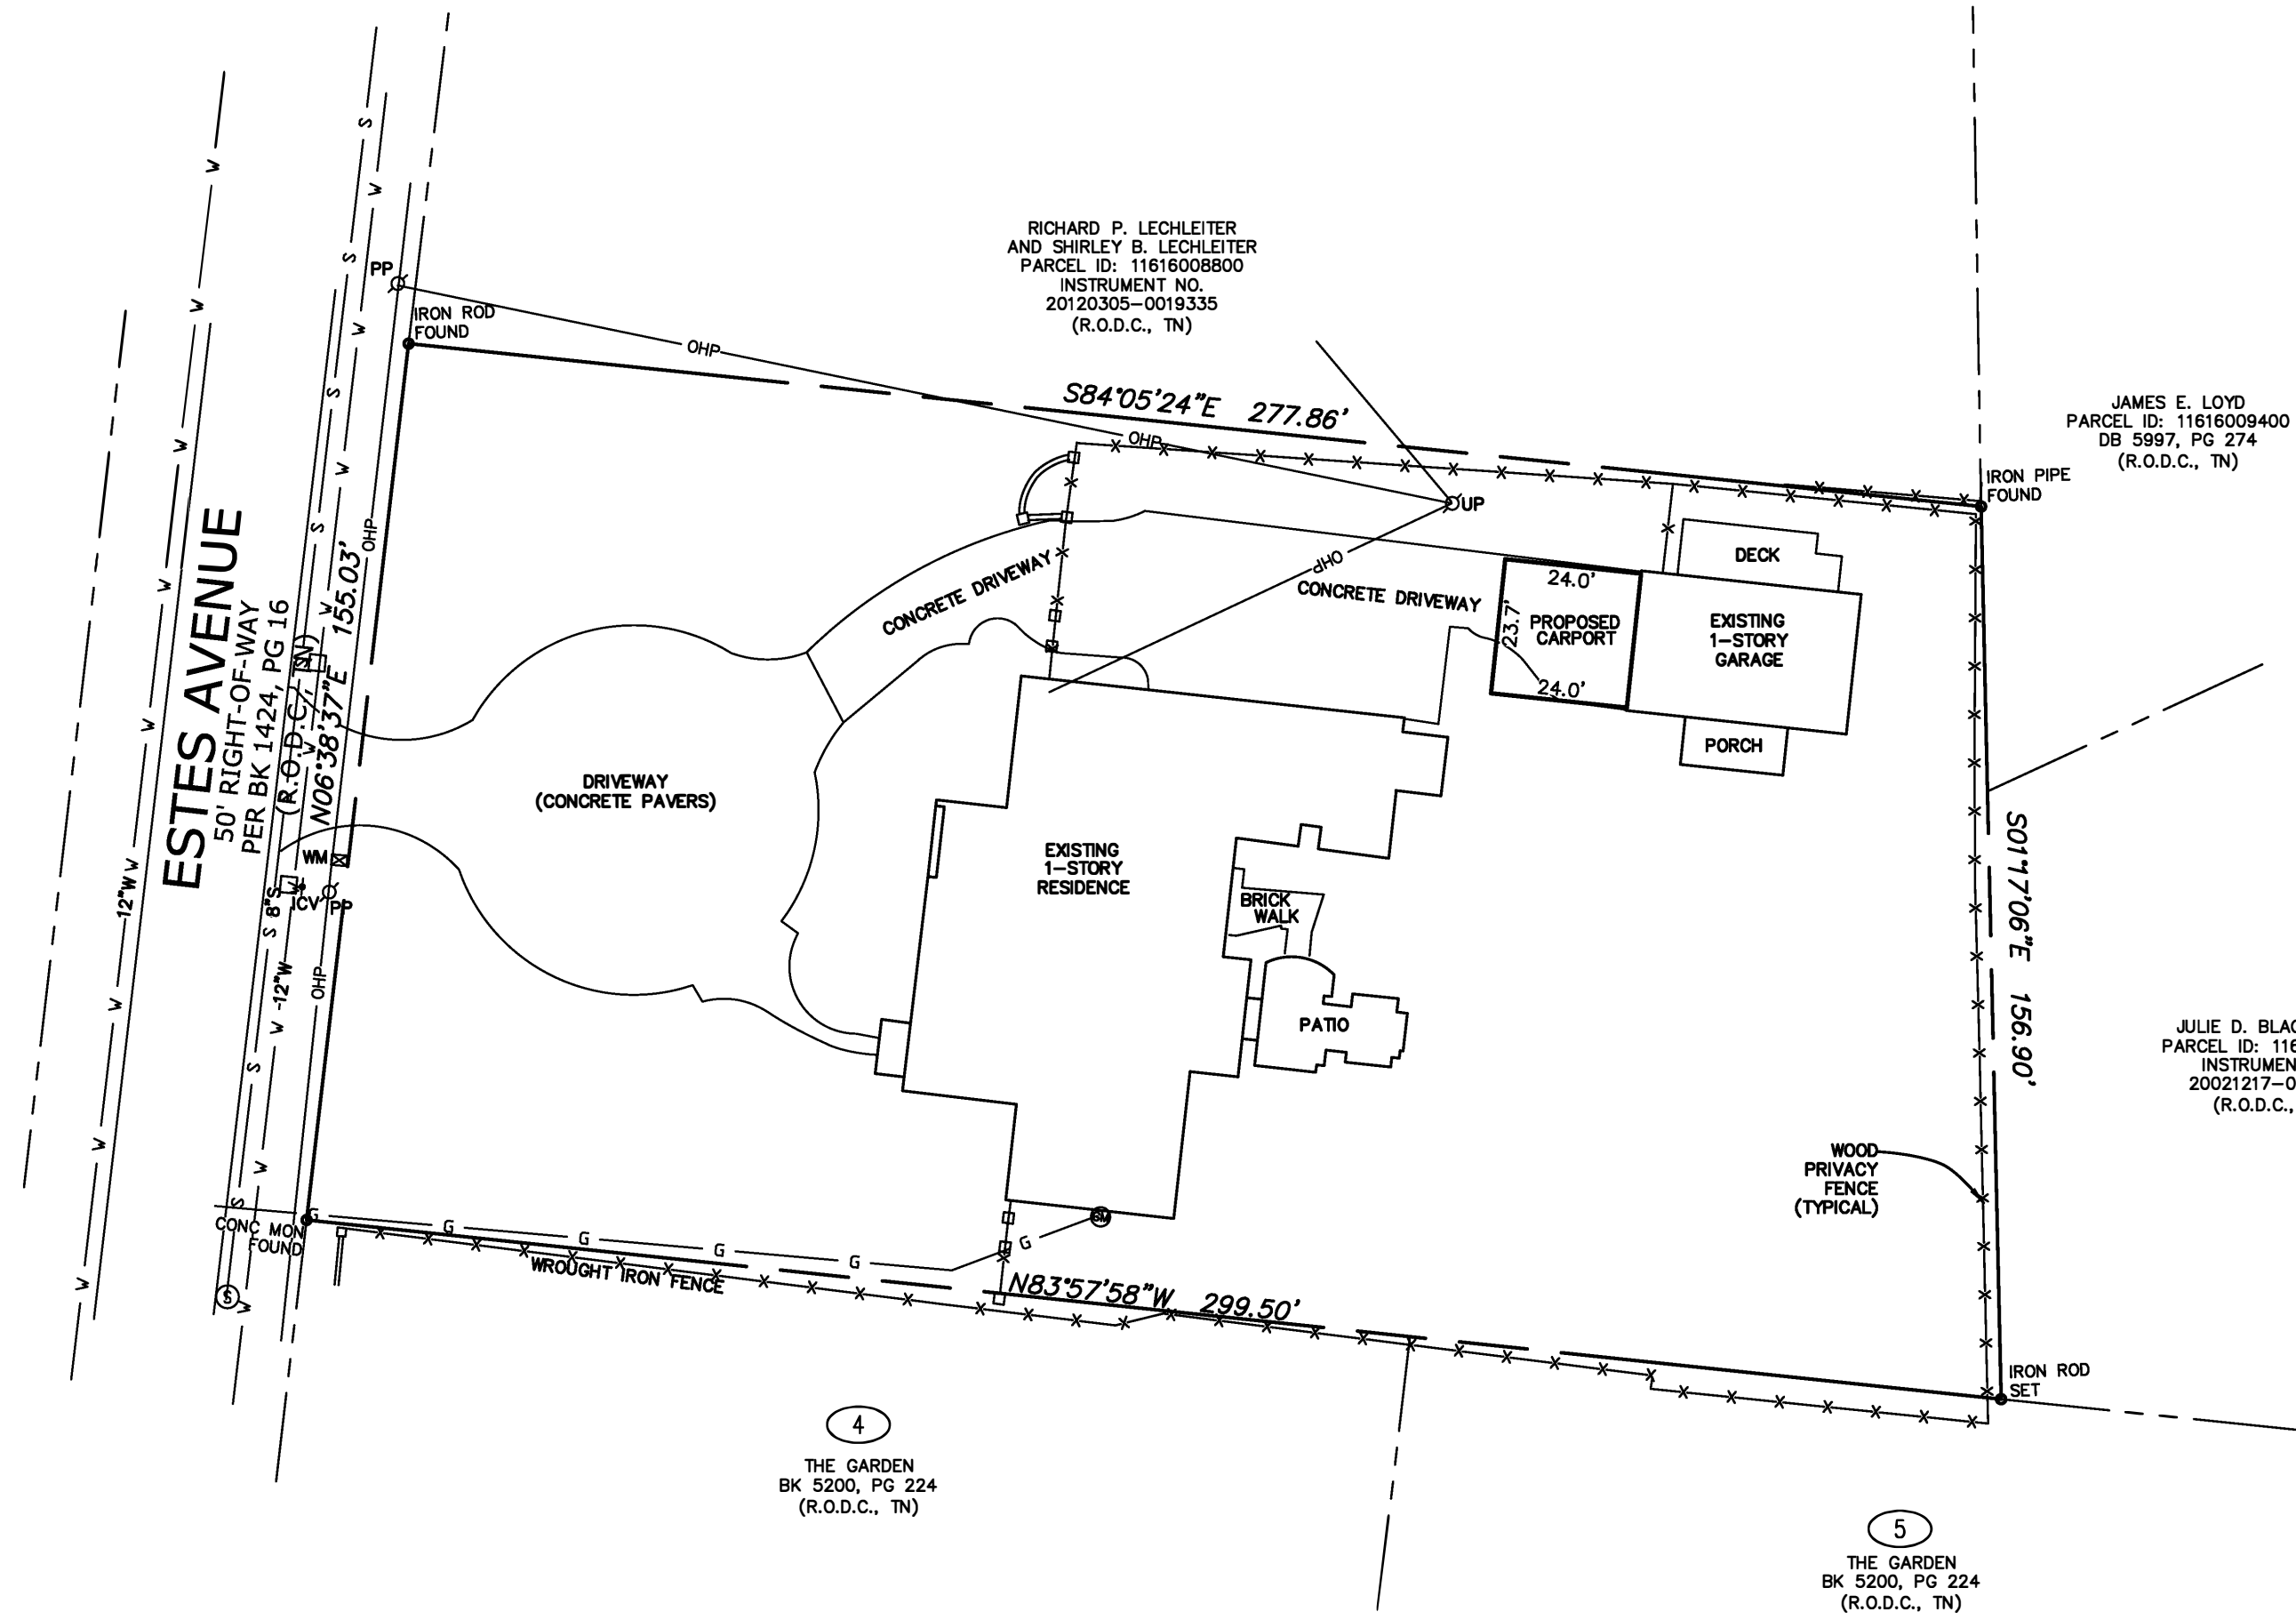 RICHARD P. LECHLEITER
AND SHIRLEY B. LECHLEITER
PARCEL ID: 11616008800
INSTRUMENT NO.
20120305-0019335
(R.O.D.C., TN)
PP
IRON ROD
FOUND
OHP
S84°05'24"E 277.86'
OHP
JAMES E. LOYD
PARCEL ID: 11616009400
DB 5997, PG 274
(R.O.D.C., TN)
IRON PIPE
FOUND
UP
OHP
CONCRETE DRIVEWAY
CONCRETE DRIVEWAY
24.0'
23.7'
PROPOSED
CARPORT
24.0'
DECK
EXISTING
1-STORY
GARAGE
PORCH
ESTES AVENUE
50' RIGHT-OF-WAY
PER BK 1424, PG 16
(R.O.D.C., TN)
N06°38'37"E 155.03'
OHP
DRIVEWAY
(CONCRETE PAVERS)
EXISTING
1-STORY
RESIDENCE
BRICK
WALK
PATIO
WM
ICV
PP
12"W
8"S
12"W
OHP
S01°17'06"E 156.90'
JULIE D. BLAC
PARCEL ID: 116
INSTRUMEN
20021217-0
(R.O.D.C.,
WOOD
PRIVACY
FENCE
(TYPICAL)
CONC MON
FOUND
S
G G G G G G
GM
WROUGHT IRON FENCE
N83°57'58"W 299.50'
IRON ROD
SET
4
THE GARDEN
BK 5200, PG 224
(R.O.D.C., TN)
5
THE GARDEN
BK 5200, PG 224
(R.O.D.C., TN)